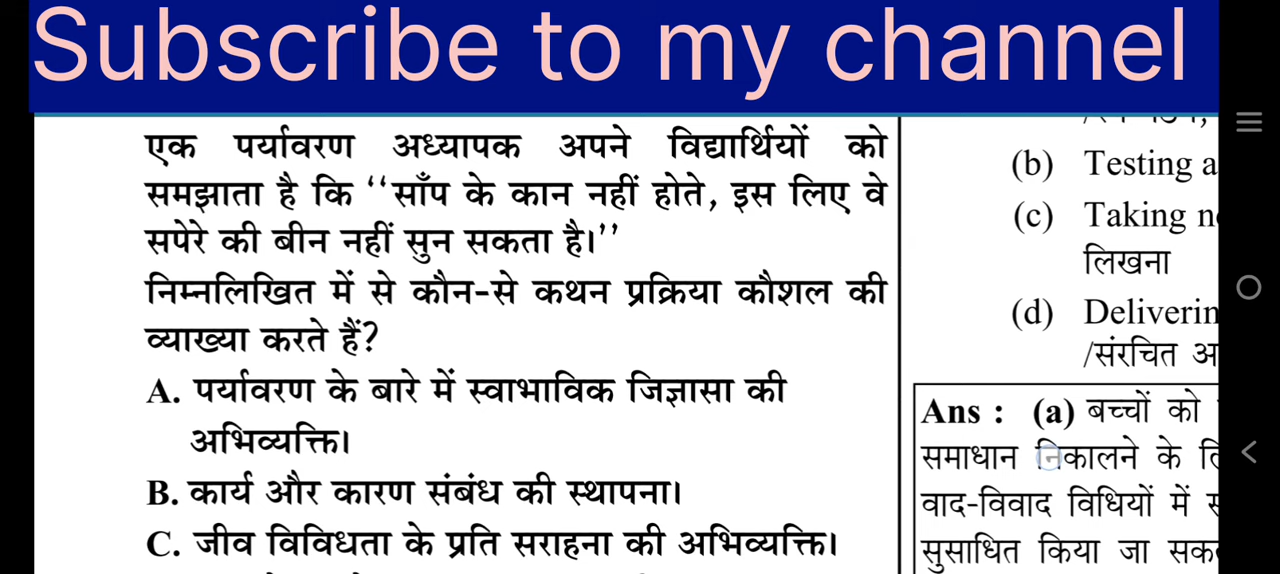 Subscribe to my channel
एक पर्यावरण अध्यापक अपने विद्यार्थियों को
समझाता है कि ‘‘साँप के कान नहीं होते, इस लिए वे
सपेरे की बीन नहीं सुन सकता है।’’
निम्नलिखित में से कौन-से कथन प्रक्रिया कौशल की
व्याख्या करते हैं?
A. पर्यावरण के बारे में स्वाभाविक जिज्ञासा की
अभिव्यक्ति।
B. कार्य और कारण संबंध की स्थापना।
C. जीव विविधता के प्रति सराहना की अभिव्यक्ति।
(b) Testing a
(c) Taking n
लिखना
(d) Deliverin
/संरचित अ
Ans : (a) बच्चों को
समाधान निकालने के
वाद-विवाद विधियों में
सुसाधित किया जा सक